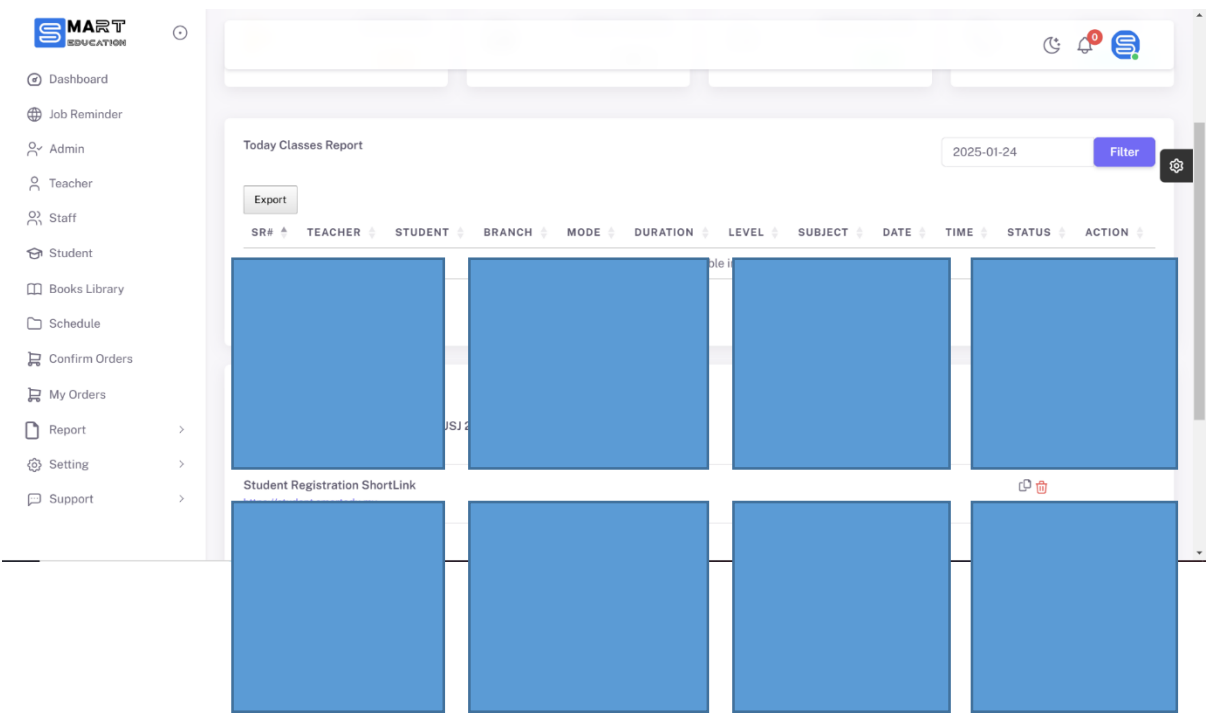 SMART
EDUCATION
0
Dashboard
Job Reminder
Admin
Teacher
Staff
Student
Books Library
Schedule
Confirm Orders
My Orders
Report
Setting
Support
Today Classes Report
2025-01-24
Filter
Export
SR# TEACHER STUDENT BRANCH MODE DURATION LEVEL SUBJECT DATE TIME STATUS ACTION
Student Registration ShortLink